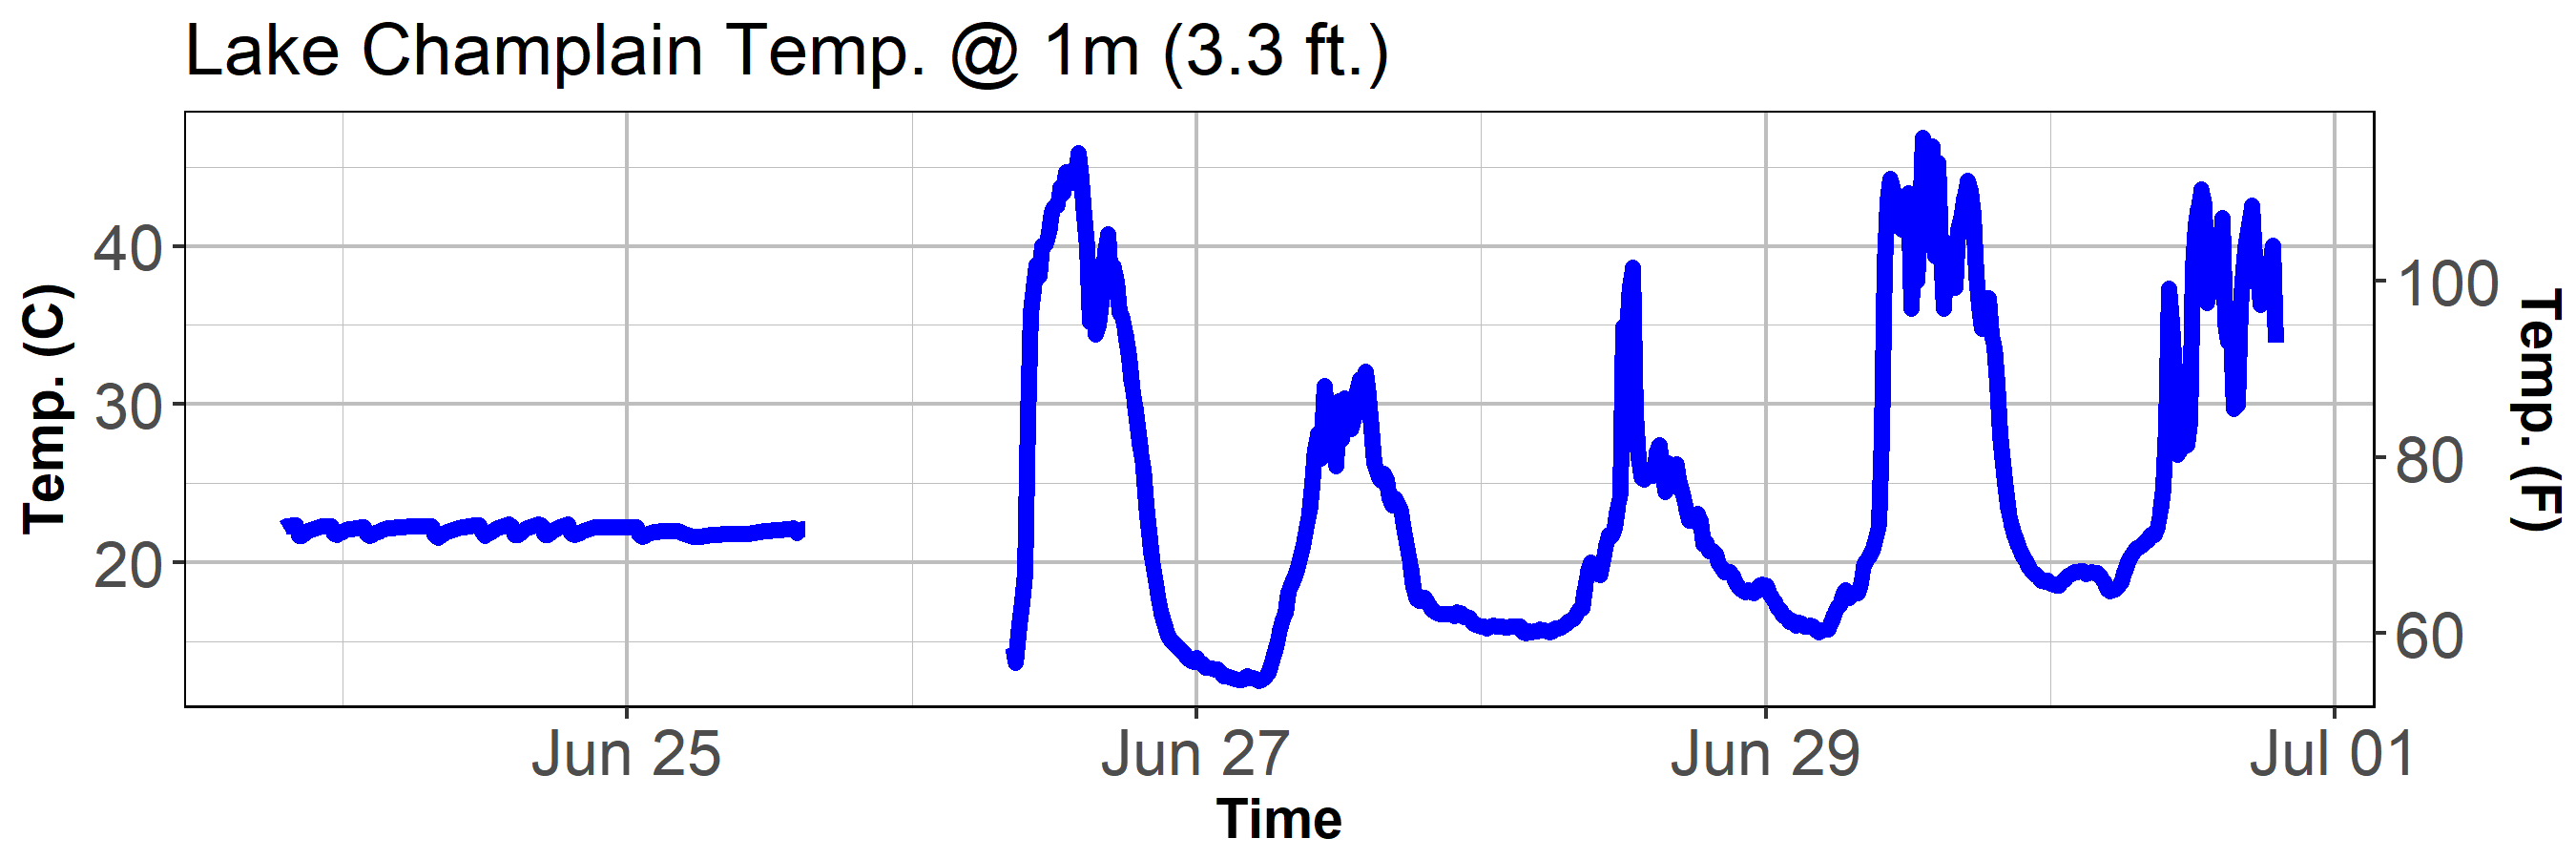 Lake Champlain Temp. @ 1m (3.3 ft.)
Temp. (C)
40
30
20
100
80
60
Temp. (F)
Jun 25
Jun 27
Jun 29
Jul 01
Time